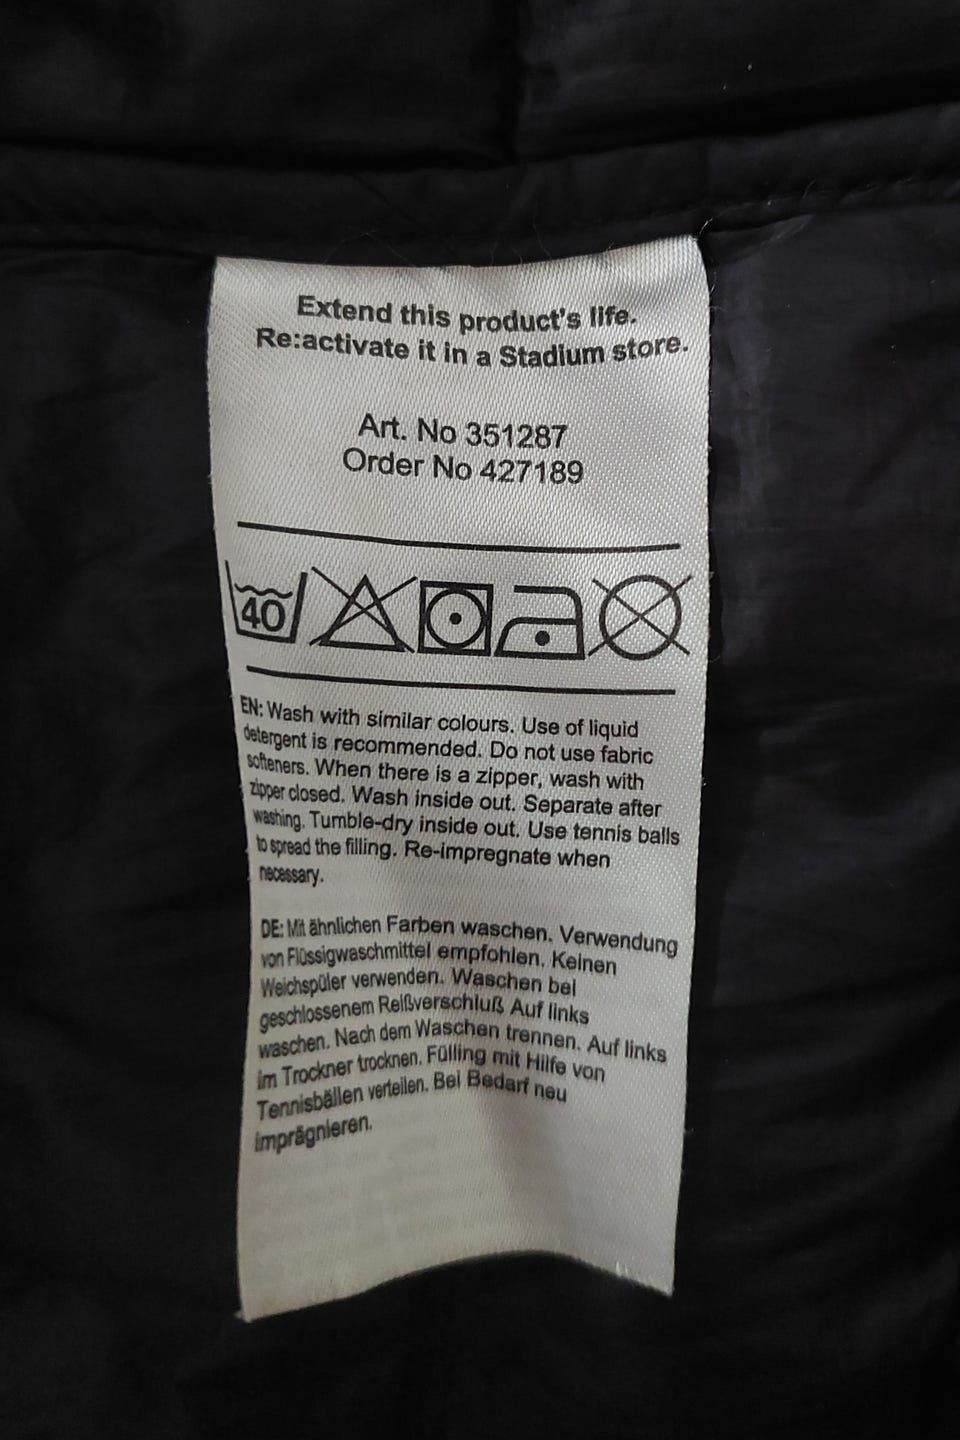 Extend this product's life.
Re:activate it in a Stadium store.
Art. No 351287
Order No 427189
40
EN: Wash with similar colours. Use of liquid
detergent is recommended. Do not use fabric
softeners. When there is a zipper, wash with
zipper closed. Wash inside out. Separate after
washing. Tumble-dry inside out. Use tennis balls
to spread the filling. Re-impregnate when
necessary.
DE: Mit ähnlichen Farben waschen. Verwendung
von Flüssigwaschmittel empfohlen. Keinen
Weichspüler verwenden. Waschen bei
geschlossenem Reißverschluß Auf links
waschen. Nach dem Waschen trennen. Auf links
im Trockner trocknen. Fülling mit Hilfe von
Tennisbällen verteilen. Bei Bedarf neu
imprägnieren.